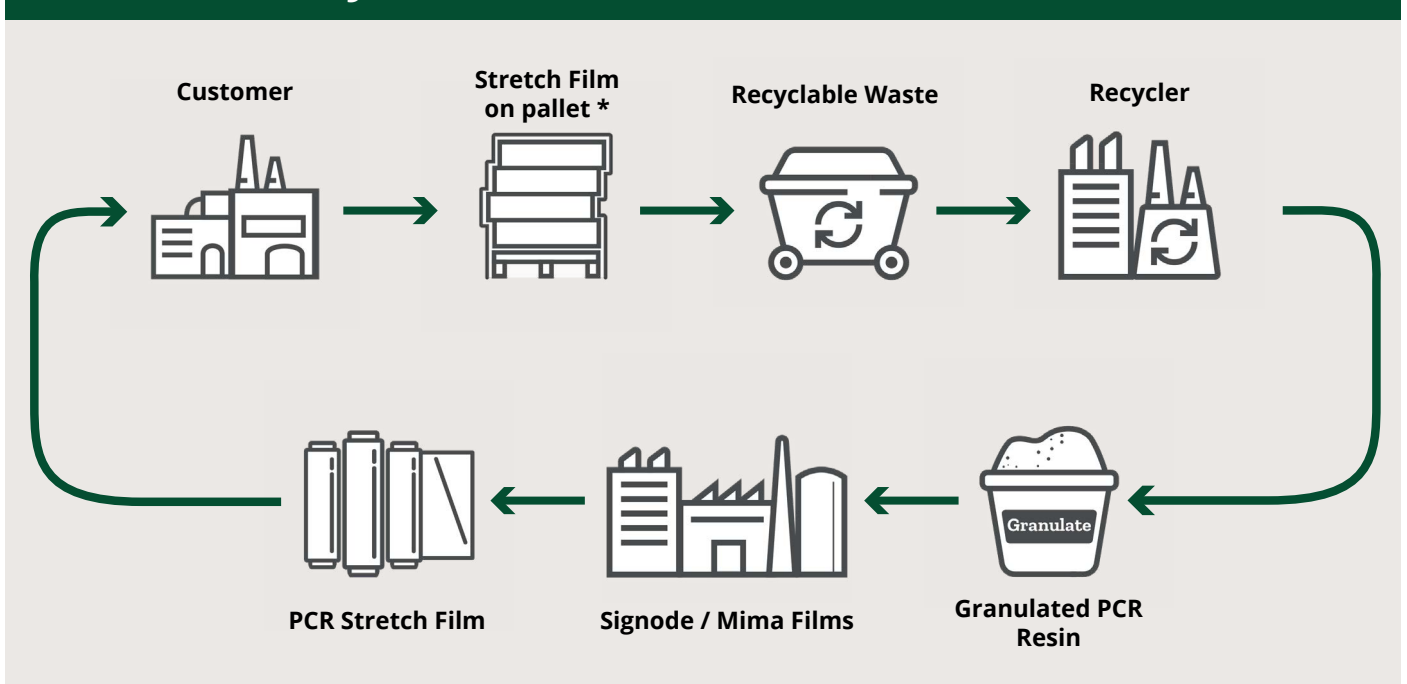 Customer
Stretch Film
on pallet *
Recyclable Waste
Recycler
Granulate
PCR Stretch Film
Signode / Mima Films
Granulated PCR
Resin